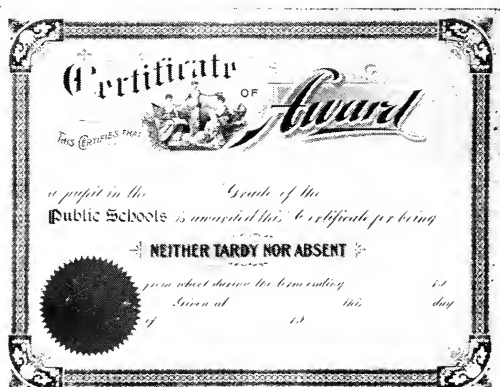 Certificate
OF
Award
THIS CERTIFIES THAT
a pupil in the Grade of the
Public Schools is awarded this Certificate for being
NEITHER TARDY NOR ABSENT
from school during the term ending 19
Given at this day
of 19